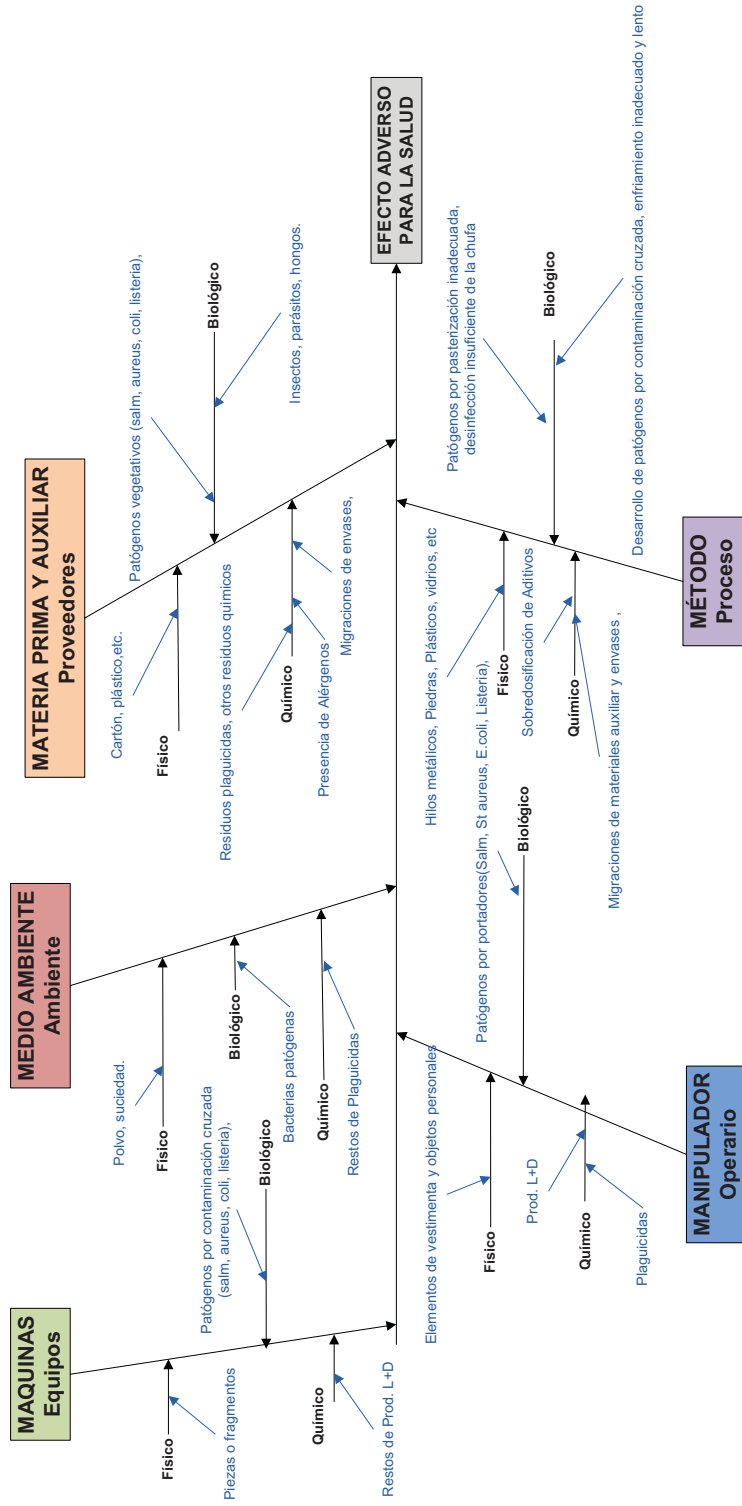 MAQUINAS
Equipos
Físico
Piezas o fragmentos
Patógenos por contaminación cruzada
(salm, aureus, coli, listeria),
Biológico
Químico
Restos de Prod. L+D
MEDIO AMBIENTE
Ambiente
Polvo, suciedad.
Físico
Biológico
Bacterias patógenas
Químico
Restos de Plaguicidas
MATERIA PRIMA Y AUXILIAR
Proveedores
Cartón, plástico,etc.
Físico
Patógenos vegetativos (salm, aureus, coli, listeria),
Biológico
Insectos, parásitos, hongos.
Residuos plaguicidas, otros residuos químicos
Químico
Presencia de Alérgenos
Migraciones de envases,
EFECTO ADVERSO
PARA LA SALUD
Elementos de vestimenta y objetos personales
Físico
Patógenos por portadores(Salm, St aureus, E.coli, Listeria),
Biológico
Prod. L+D
Químico
Plaguicidas
MANIPULADOR
Operario
Hilos metálicos, Piedras, Plásticos, vidrios, etc
Físico
Sobredosificación de Aditivos
Químico
Migraciones de materiales auxiliar y envases ,
Patógenos por pasterización inadecuada,
desinfección insuficiente de la chufa
Biológico
Desarrollo de patógenos por contaminación cruzada, enfriamiento inadecuado y lento
MÉTODO
Proceso